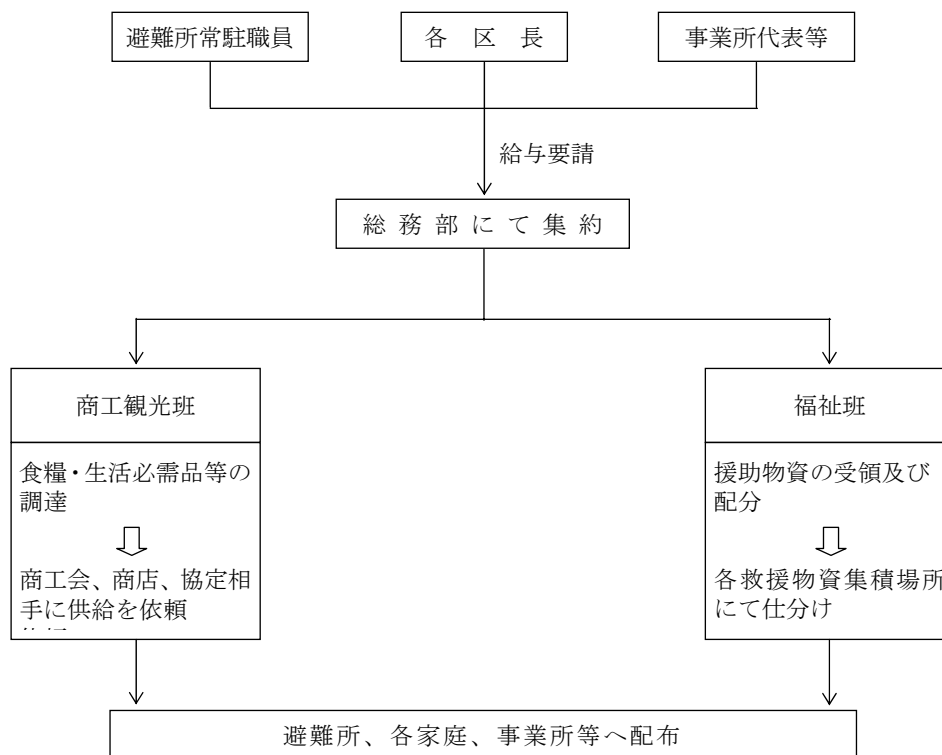 避難所常駐職員
各区長
事業所代表等
給与要請
総務部にて集約
商工観光班
食糧・生活必需品等の
調達
商工会、商店、協定相
手に供給を依頼
福祉班
援助物資の受領及び
配分
各救援物資集積場所
にて仕分け
避難所、各家庭、事業所等へ配布